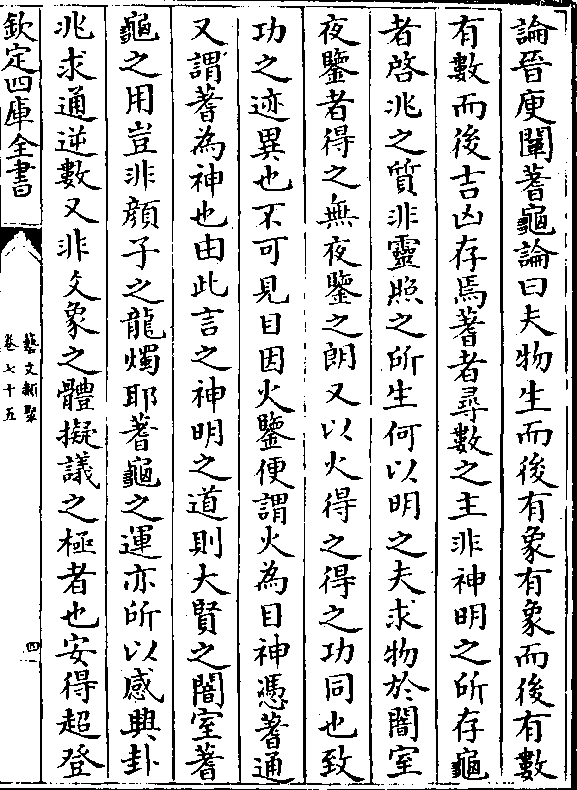 論晉庾闡蓍龜論曰夫物生而後有象有象而後有數
有數而後吉凶存焉蓍者尋數之主非神明之所存龜
者啓兆之質非靈照之所生何以明之夫求物於闇室
夜鑒者得之無夜鑒之朗又以火得之得之功同也致
功之迹異也不可見目因火鑒便謂火為目神憑蓍通
又謂蓍為神也由此言之神明之道則大賢之闇室蓍
龜之用豈非顔子之龍燭耶蓍龜之運亦所以感興卦
兆求通逆數又非爻象之體擬議之極者也安得超登
欽定四庫全書
藝文類聚
卷七十五
四